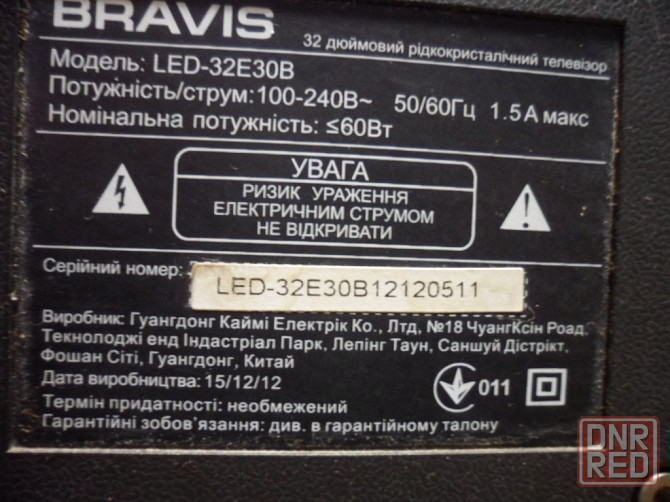 BRAVIS
32 дюймовий рідкокристалічний телевізор
Модель: LED-32E30B
Потужність/струм:100-240В~ 50/60Гц 1.5А макс
Номінальна потужність: ≤60Вт
УВАГА
РИЗИК УРАЖЕННЯ
ЕЛЕКТРИЧНИМ СТРУМОМ
НЕ ВІДКРИВАТИ
Серійний номер:
LED-32E30B12120511
Виробник: Гуангдонг Каймі Електрік Ко., Лтд, №18 ЧуангКсін Роад.
Текнолоджі енд Індастріал Парк, Лепінг Таун, Саншуй Дістрікт,
Фошан Сіті, Гуангдонг, Китай
Дата виробництва: 15/12/12
011
Термін придатності: необмежений
Гарантійні зобов'язання: див. в гарантійному талону
DNR
RED